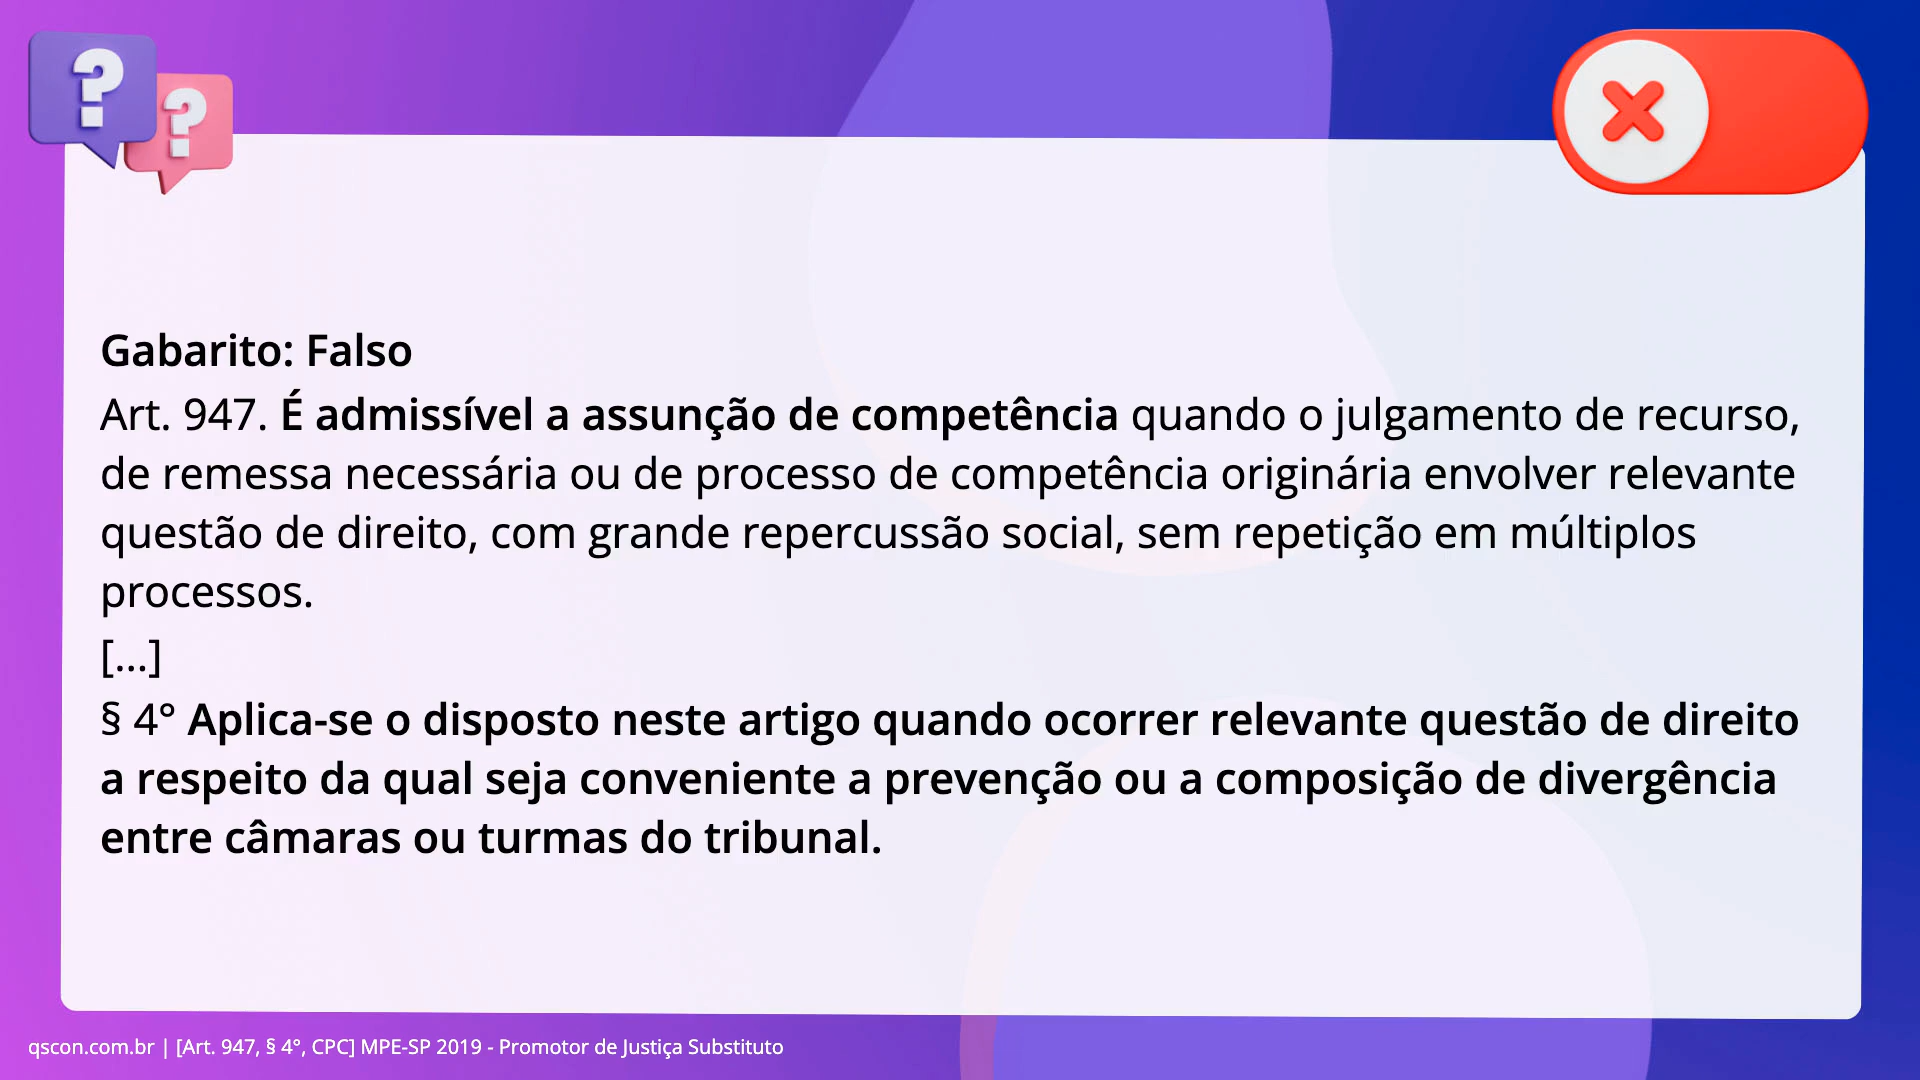 ? ?
Gabarito: Falso
Art. 947. É admissível a assunção de competência quando o julgamento de recurso,
de remessa necessária ou de processo de competência originária envolver relevante
questão de direito, com grande repercussão social, sem repetição em múltiplos
processos.
[...]
§ 4° Aplica-se o disposto neste artigo quando ocorrer relevante questão de direito
a respeito da qual seja conveniente a prevenção ou a composição de divergência
entre câmaras ou turmas do tribunal.
qscon.com.br | [Art. 947, § 4°, CPC] MPE-SP 2019 - Promotor de Justiça Substituto